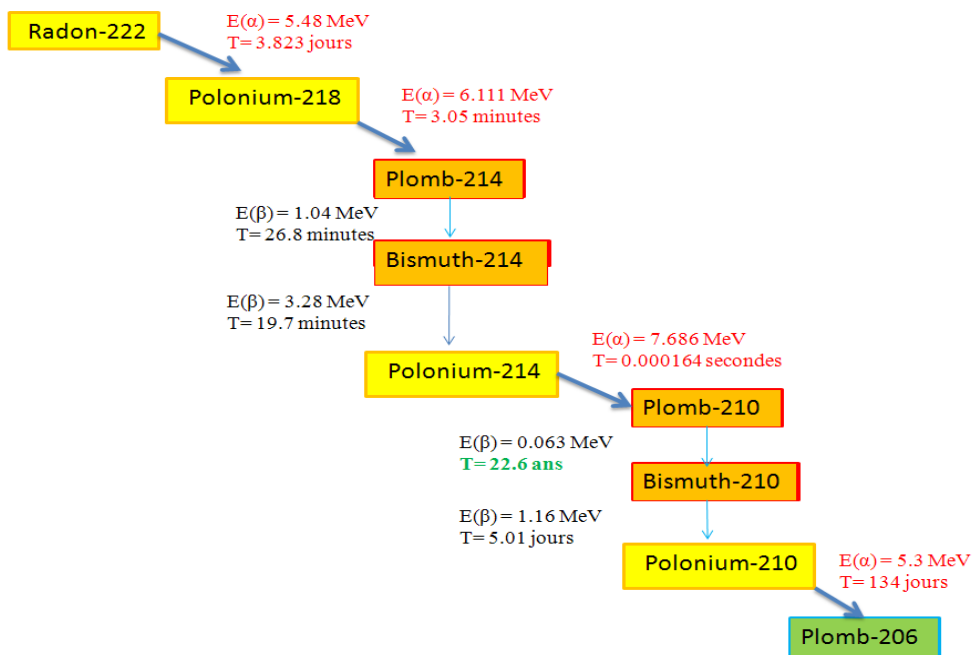 Radon-222
E(α) = 5.48 MeV
T= 3.823 jours
Polonium-218
E(α) = 6.111 MeV
T= 3.05 minutes
Plomb-214
E(β) = 1.04 MeV
T= 26.8 minutes
Bismuth-214
E(β) = 3.28 MeV
T= 19.7 minutes
Polonium-214
E(α) = 7.686 MeV
T= 0.000164 secondes
Plomb-210
E(β) = 0.063 MeV
T= 22.6 ans
Bismuth-210
E(β) = 1.16 MeV
T= 5.01 jours
Polonium-210
E(α) = 5.3 MeV
T= 134 jours
Plomb-206